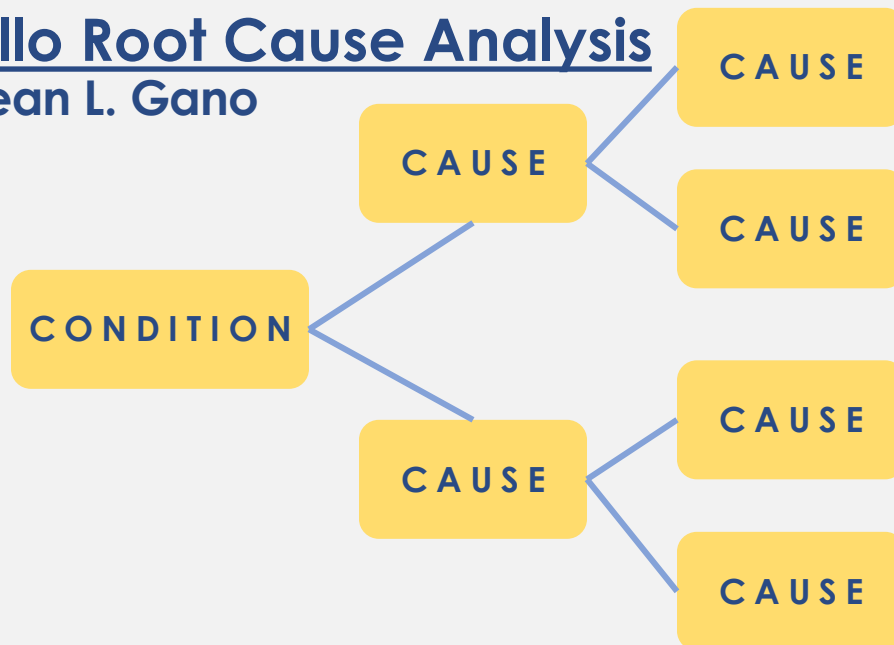 llo Root Cause Analysis
ean L. Gano
CAUSE
CAUSE
CAUSE
CONDITION
CAUSE
CAUSE
CAUSE